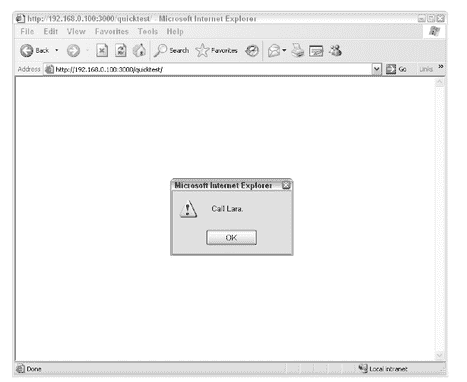 http://192.168.0.100:3000/quicktest/ - Microsoft Internet Explorer
File Edit View Favorites Tools Help
Back Search Favorites
Address http://192.168.0.100:3000/quicktest/ Go Links »
Microsoft Internet Explorer
Call Lara.
OK
Done Local intranet